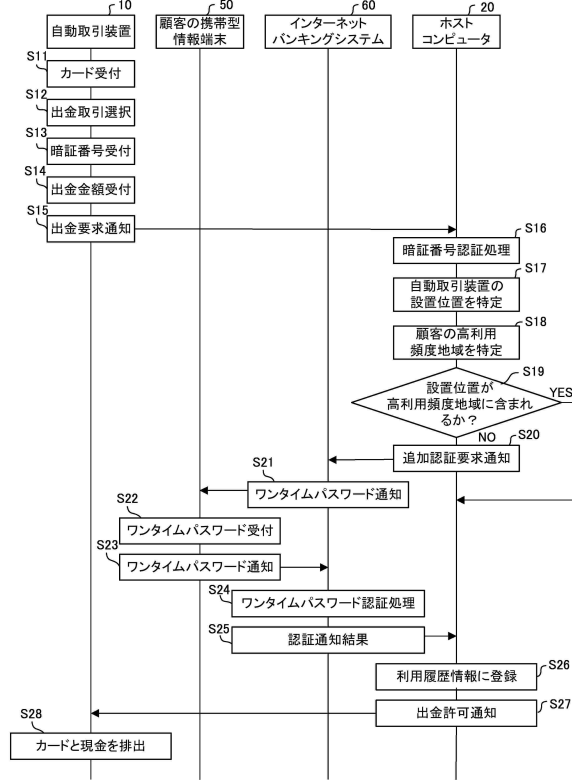 10
50
60
20
自動取引装置
顧客の携帯型
情報端末
インターネット
バンキングシステム
ホスト
コンピュータ
S11
カード受付
S12
出金取引選択
S13
暗証番号受付
S14
出金金額受付
S15
出金要求通知
S16
暗証番号認証処理
S17
自動取引装置の
設置位置を特定
S18
顧客の高利用
頻度地域を特定
S19
設置位置が
高利用頻度地域に含まれ
るか？
YES
NO
S20
追加認証要求通知
S21
ワンタイムパスワード通知
S22
ワンタイムパスワード受付
S23
ワンタイムパスワード通知
S24
ワンタイムパスワード認証処理
S25
認証通知結果
S26
利用履歴情報に登録
S27
出金許可通知
S28
カードと現金を排出